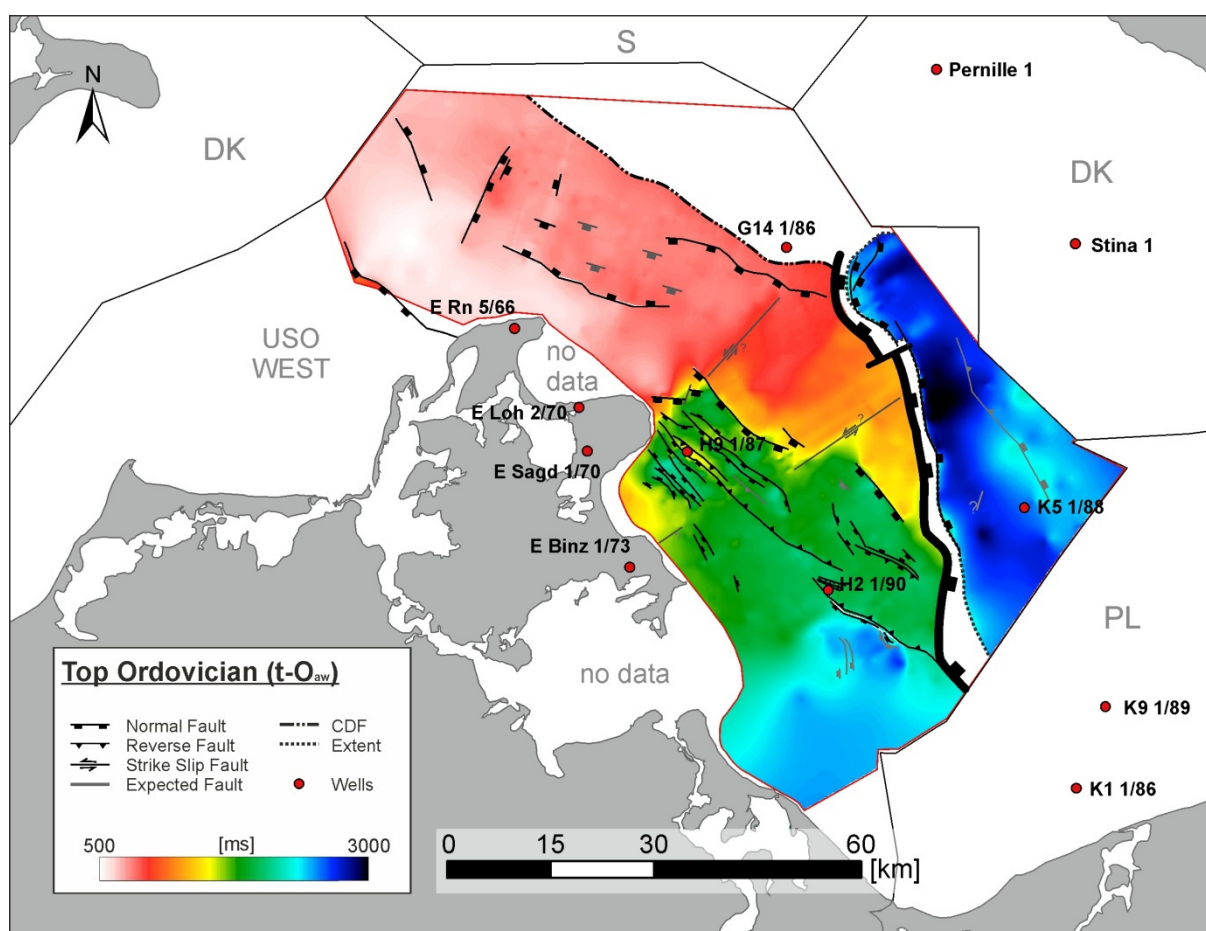 S
Pernille 1
N
DK
DK
G14 1/86
Stina 1
E Rn 5/66
USO
WEST
no
data
?
E Loh 2/70
?
H9 1/87
E Sagd 1/70
?
K5 1/88
E Binz 1/73
H2 1/90
PL
no data
Top Ordovician (t-Oaw)
Normal Fault
CDF
Reverse Fault
Extent
Strike Slip Fault
Expected Fault
Wells
500 [ms] 3000
K9 1/89
K1 1/86
0 15 30 60
[km]